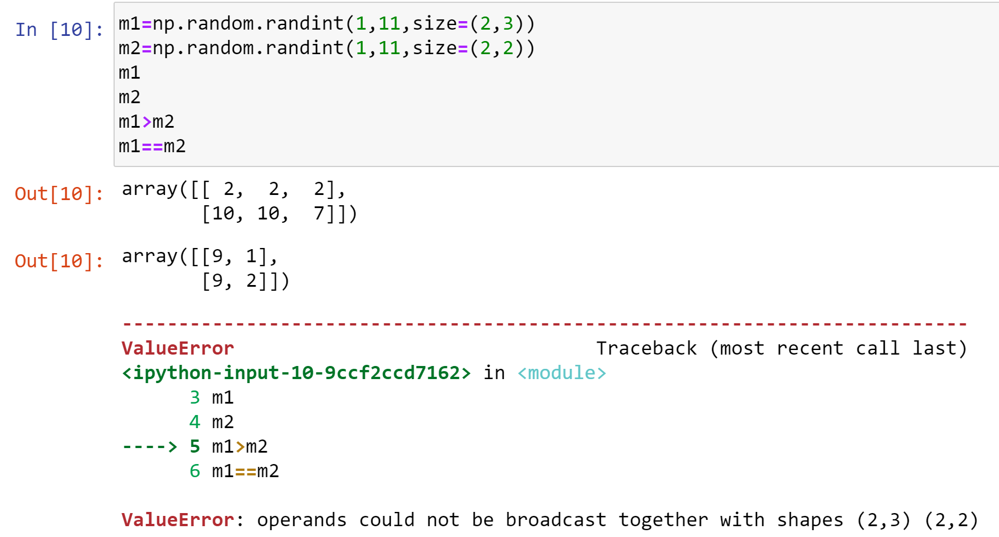 In [10]: m1=np.random.randint(1,11,size=(2,3))
m2=np.random.randint(1,11,size=(2,2))
m1
m2
m1>m2
m1==m2
Out[10]: array([[ 2,  2,  2],
       [10, 10,  7]])
Out[10]: array([[9, 1],
       [9, 2]])
---------------------------------------------------------------------------
ValueError                                Traceback (most recent call last)
<ipython-input-10-9ccf2ccd7162> in <module>
      3 m1
      4 m2
----> 5 m1>m2
      6 m1==m2
ValueError: operands could not be broadcast together with shapes (2,3) (2,2)